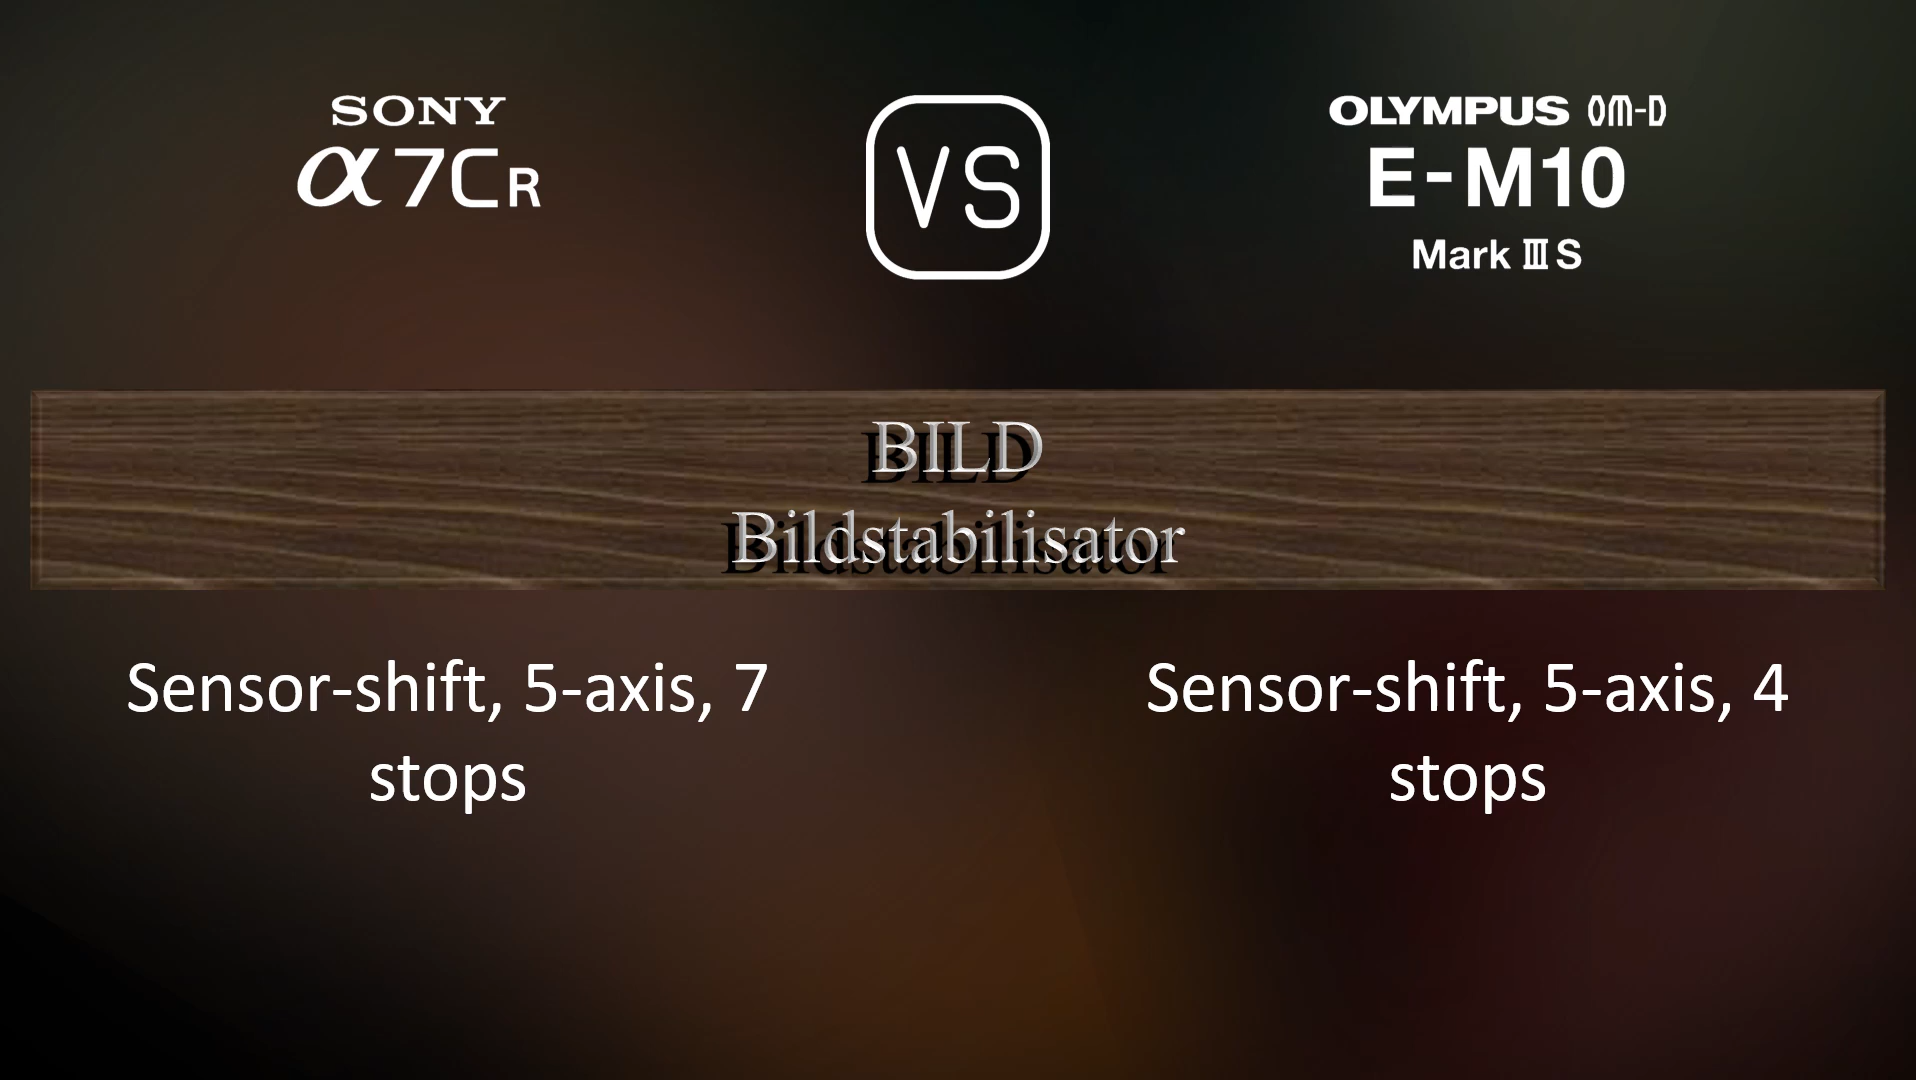 SONY
α7CR
VS
OLYMPUS OM-D
E-M10
Mark III S
BILD
Bildstabilisator
Sensor-shift, 5-axis, 7
stops
Sensor-shift, 5-axis, 4
stops